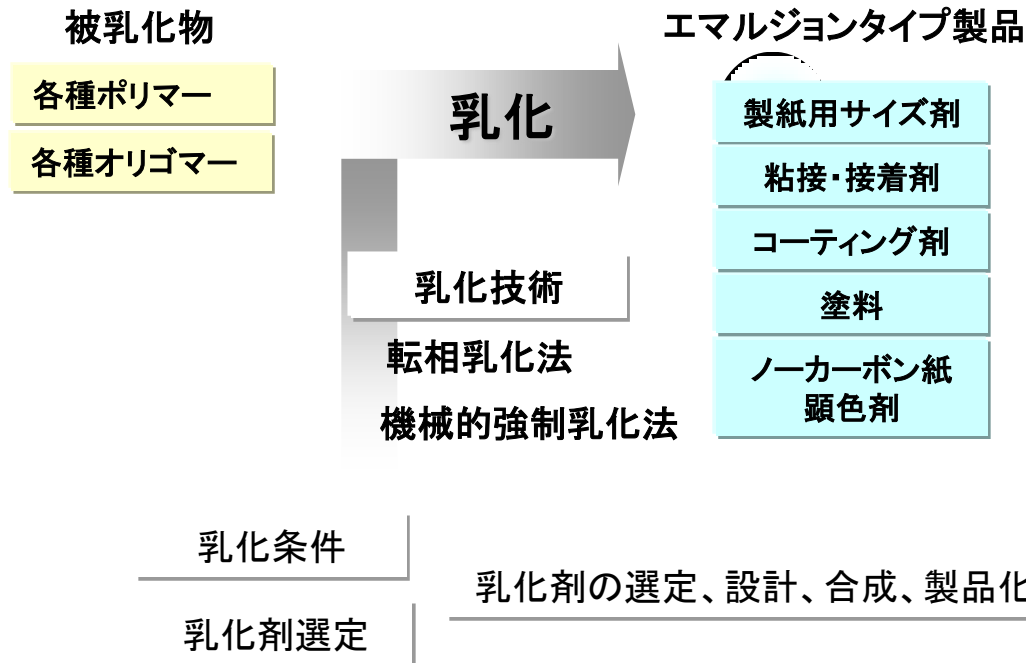 被乳化物
各種ポリマー
各種オリゴマー
乳化
エマルジョンタイプ製品
製紙用サイズ剤
粘接・接着剤
コーティング剤
塗料
ノーカーボン紙
顕色剤
乳化技術
転相乳化法
機械的強制乳化法
乳化条件
乳化剤選定
乳化剤の選定、設計、合成、製品化